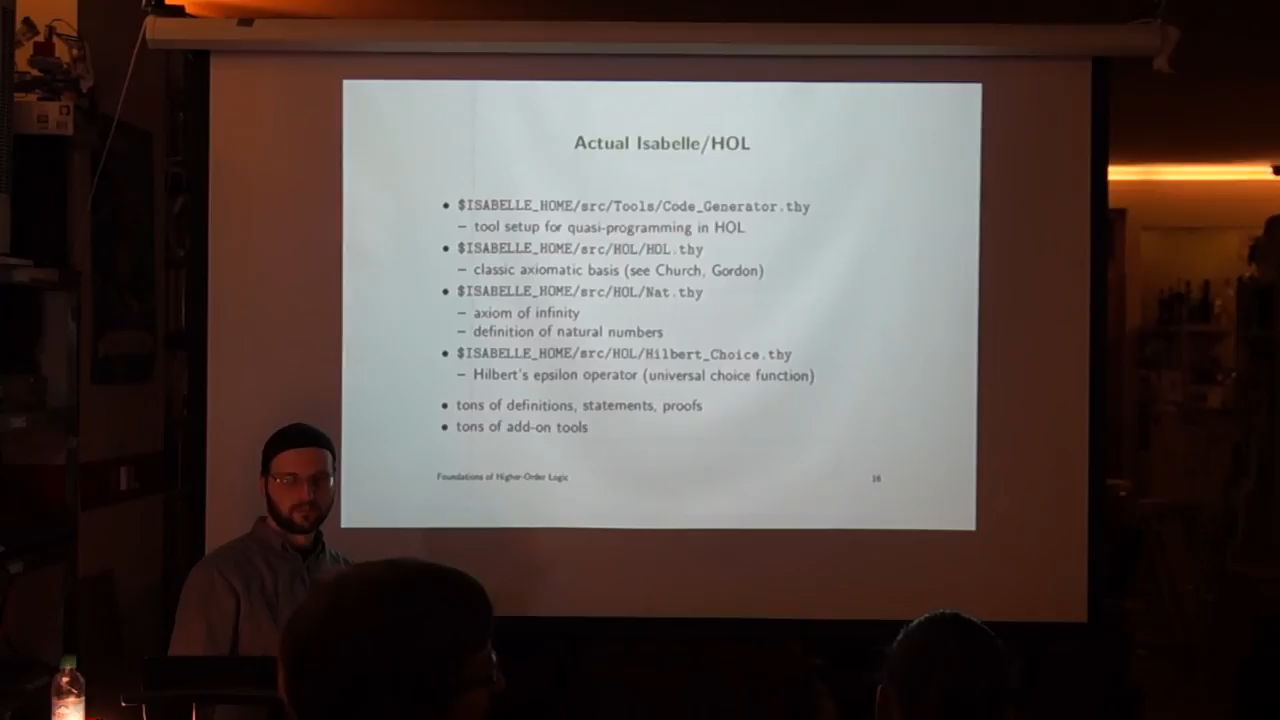 Actual Isabelle/HOL
• $ISABELLE_HOME/src/Tools/Code_Generator.thy
– tool setup for quasi-programming in HOL
• $ISABELLE_HOME/src/HOL/HOL.thy
– classic axiomatic basis (see Church, Gordon)
• $ISABELLE_HOME/src/HOL/Nat.thy
– axiom of infinity
– definition of natural numbers
• $ISABELLE_HOME/src/HOL/Hilbert_Choice.thy
– Hilbert's epsilon operator (universal choice function)
• tons of definitions, statements, proofs
• tons of add-on tools
Foundations of Higher-Order Logic
16